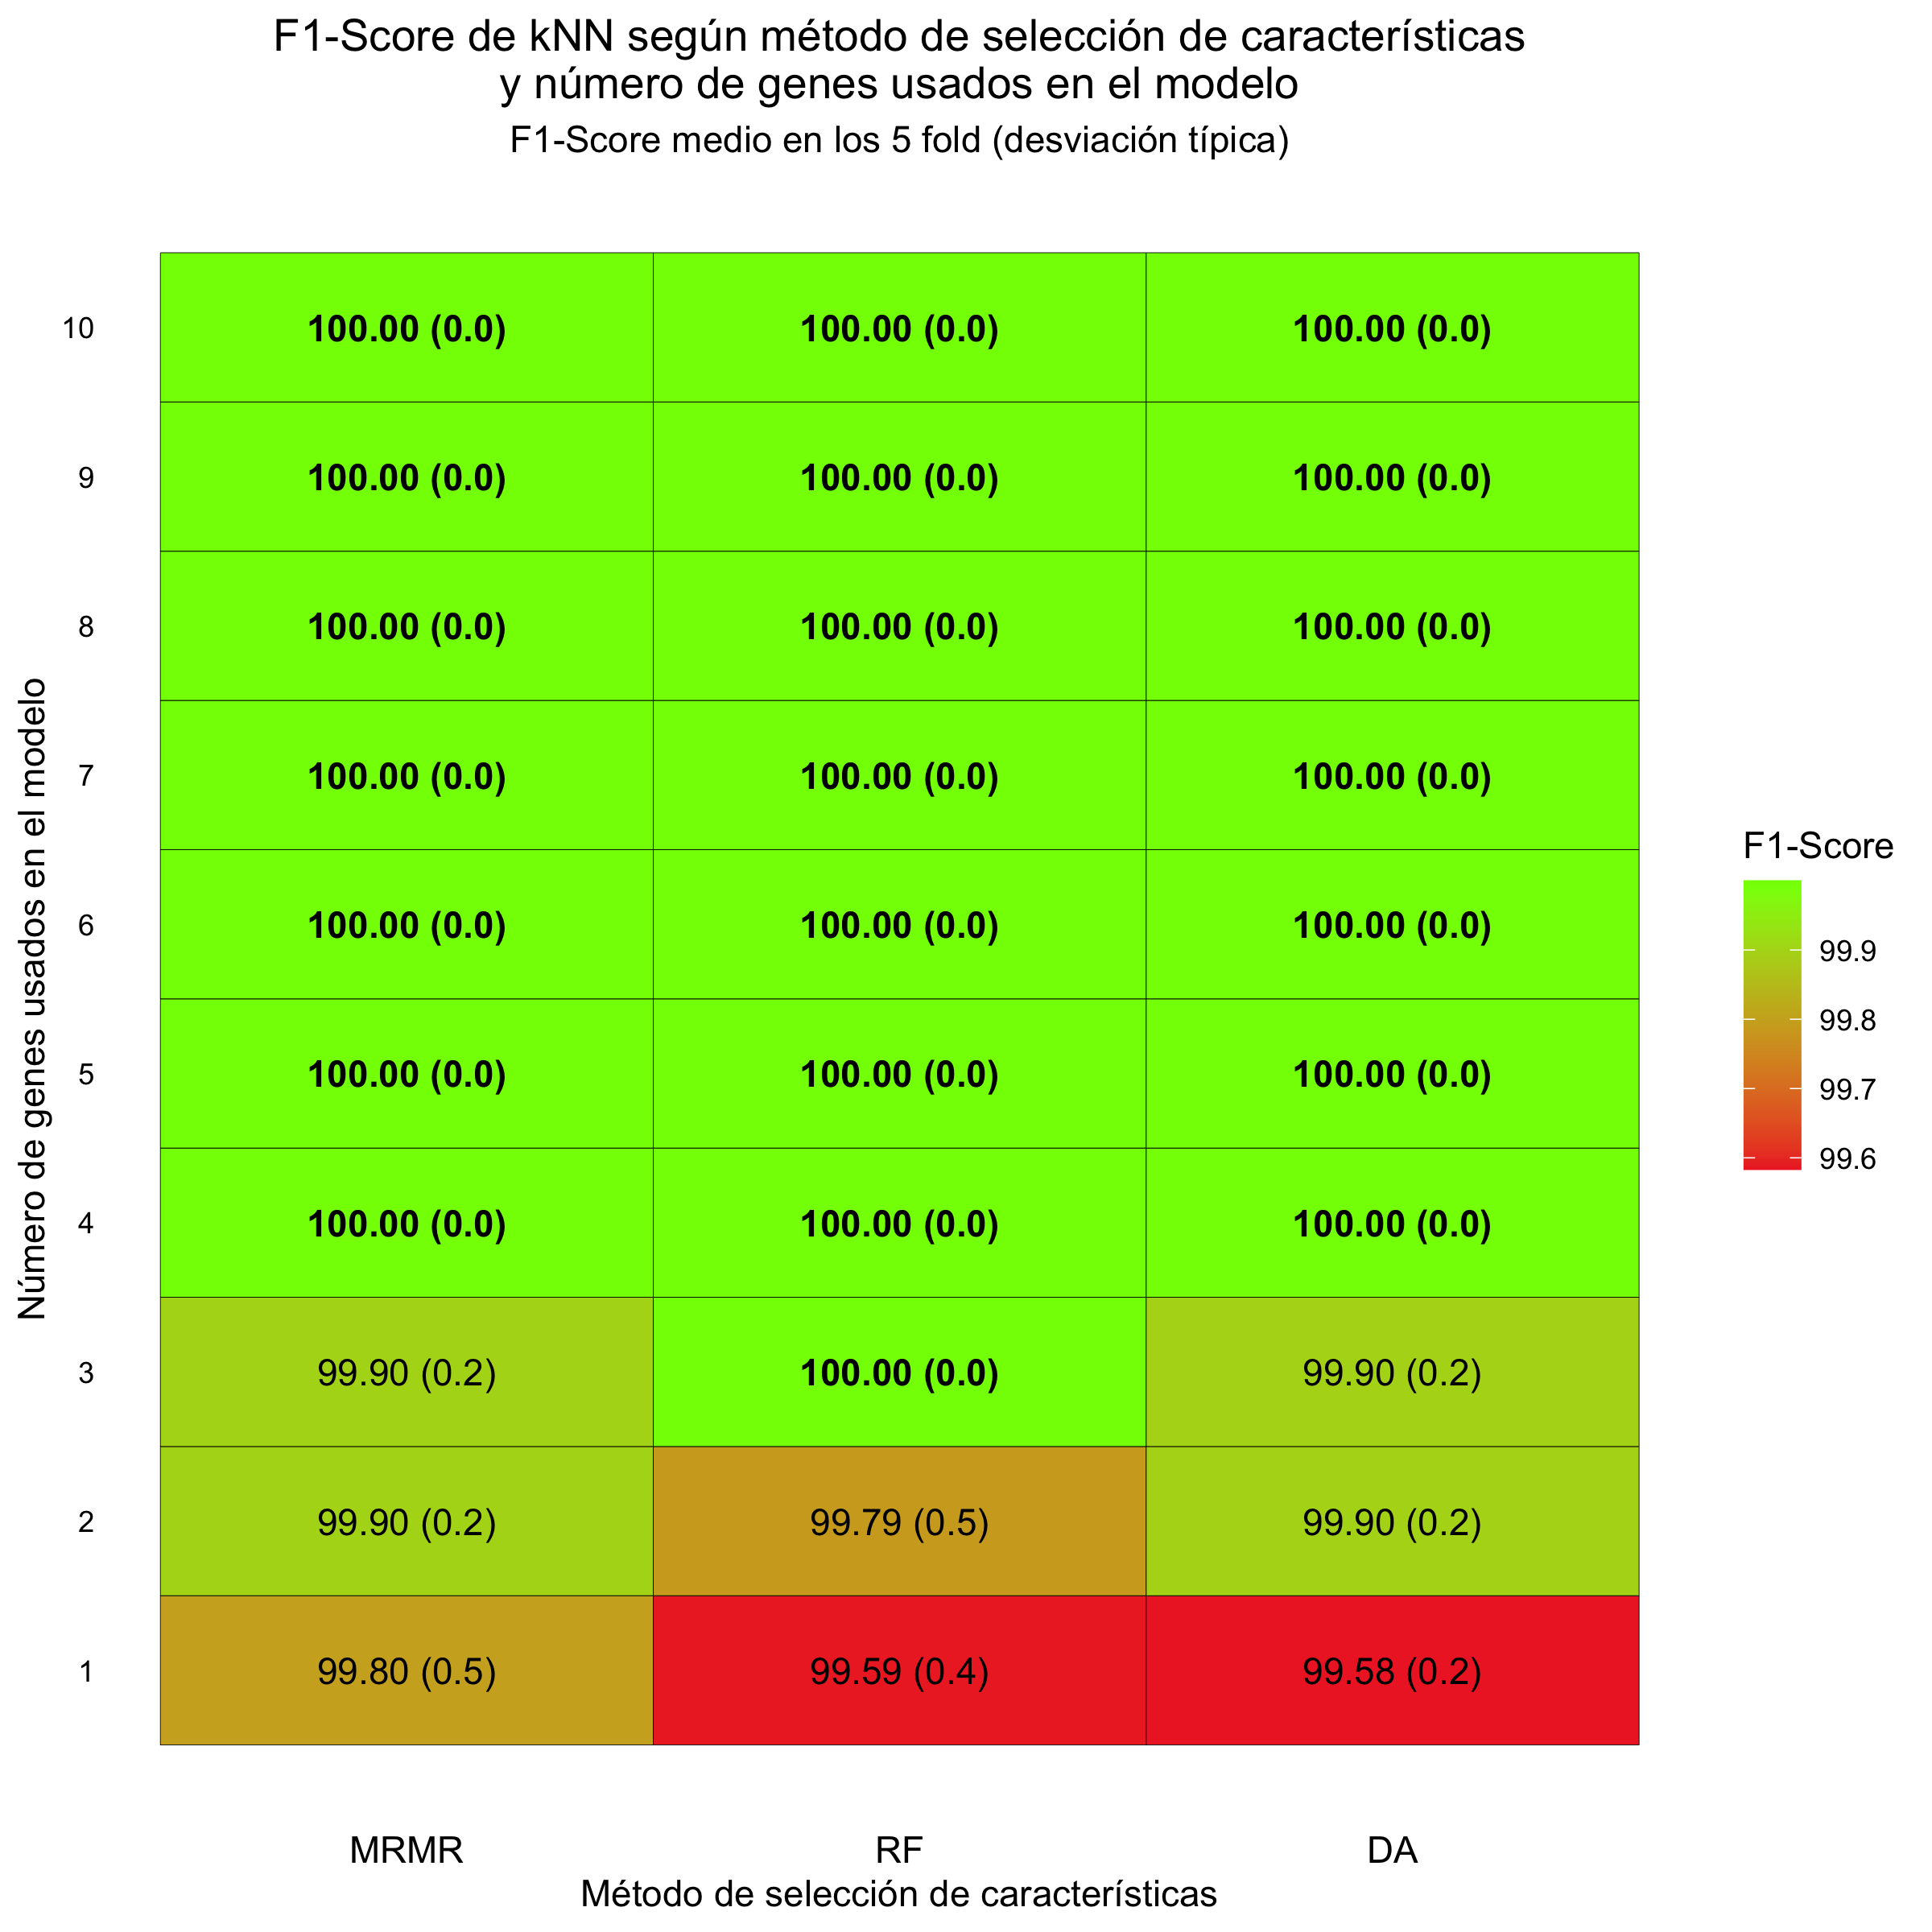 F1-Score de kNN según método de selección de características
y número de genes usados en el modelo
F1-Score medio en los 5 fold (desviación típica)
Número de genes usados en el modelo
10 100.00 (0.0) 100.00 (0.0) 100.00 (0.0)
9 100.00 (0.0) 100.00 (0.0) 100.00 (0.0)
8 100.00 (0.0) 100.00 (0.0) 100.00 (0.0)
7 100.00 (0.0) 100.00 (0.0) 100.00 (0.0)
6 100.00 (0.0) 100.00 (0.0) 100.00 (0.0)
5 100.00 (0.0) 100.00 (0.0) 100.00 (0.0)
4 100.00 (0.0) 100.00 (0.0) 100.00 (0.0)
3 99.90 (0.2) 100.00 (0.0) 99.90 (0.2)
2 99.90 (0.2) 99.79 (0.5) 99.90 (0.2)
1 99.80 (0.5) 99.59 (0.4) 99.58 (0.2)
MRMR RF DA
Método de selección de características
F1-Score
99.9
99.8
99.7
99.6